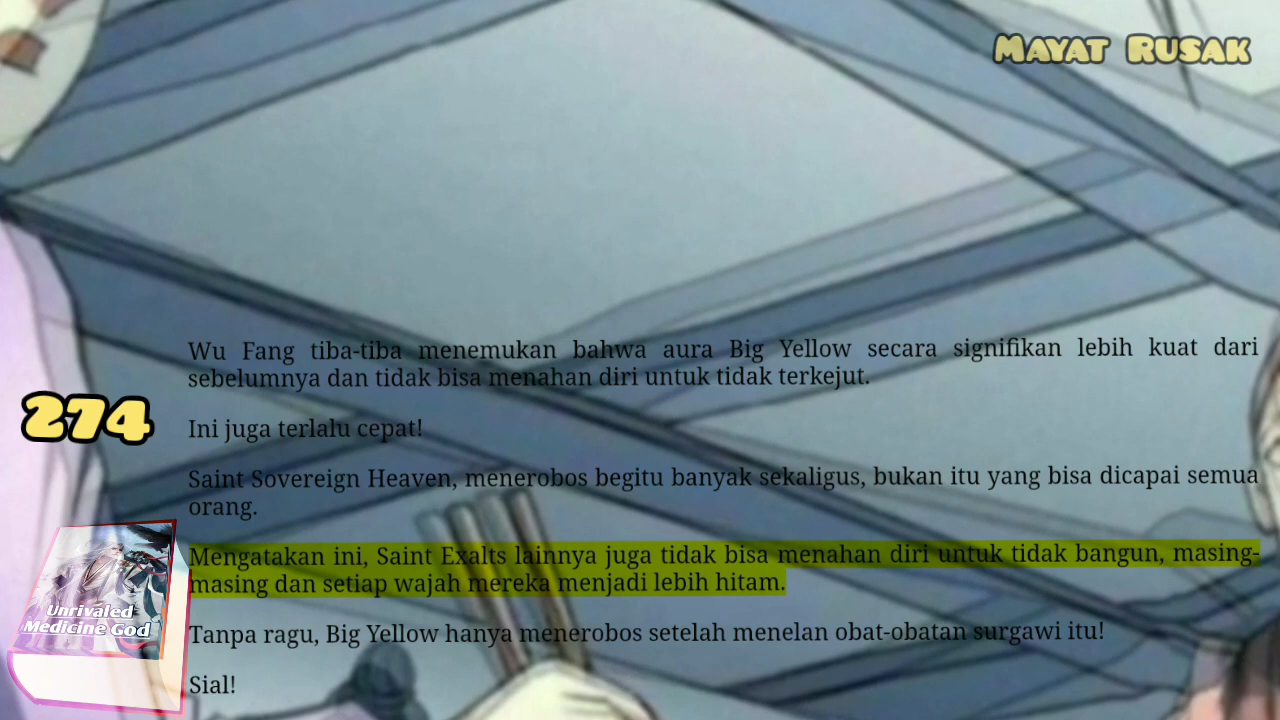 Mayat Rusak
Wu Fang tiba-tiba menemukan bahwa aura Big Yellow secara signifikan lebih kuat dari
sebelumnya dan tidak bisa menahan diri untuk tidak terkejut.
274
Ini juga terlalu cepat!
Saint Sovereign Heaven, menerobos begitu banyak sekaligus, bukan itu yang bisa dicapai semua
orang.
Mengatakan ini, Saint Exalts lainnya juga tidak bisa menahan diri untuk tidak bangun, masing-
masing dan setiap wajah mereka menjadi lebih hitam.
Unrivaled
Medicine God
Tanpa ragu, Big Yellow hanya menerobos setelah menelan obat-obatan surgawi itu!
Sial!